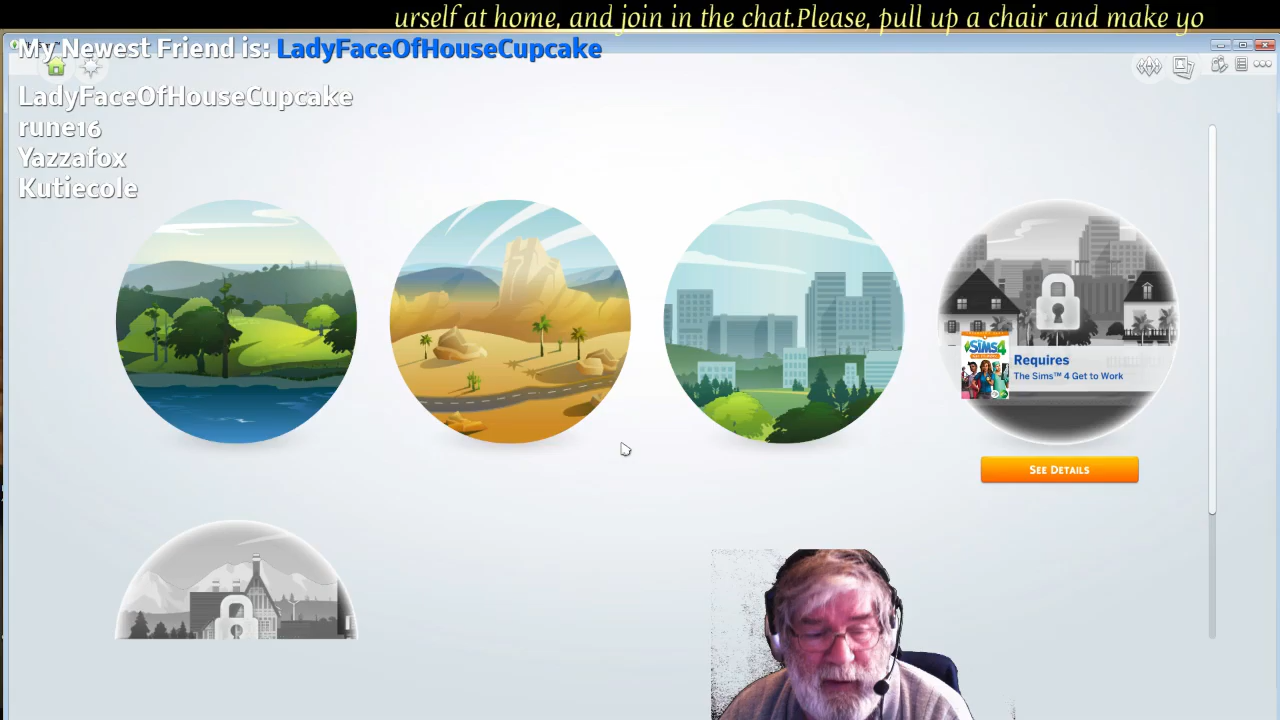 urself at home, and join in the chat.Please, pull up a chair and make yo
My Newest Friend is: LadyFaceOfHouseCupcake
LadyFaceOfHouseCupcake
rune16
Yazzafox
Kutiecole
SiMS4
Requires
The Sims™ 4 Get to Work
See Details